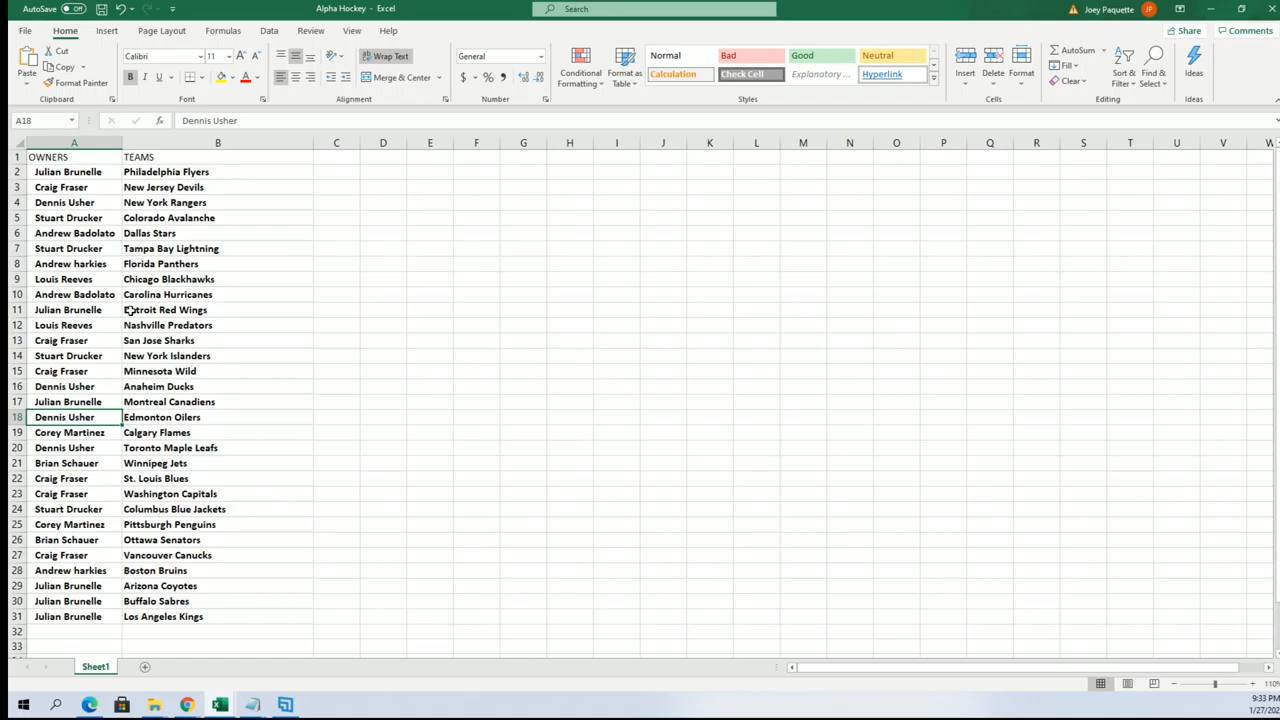 AutoSave Off Alpha Hockey - Excel Search Joey Paquette JP
File Home Insert Page Layout Formulas Data Review View Help Share Comments
Paste Cut Copy Format Painter Clipboard
Calibri 11 B I U A Font
Wrap Text Merge & Center Alignment
General $ % 9 Number
Conditional Formatting Format as Table
Normal Bad Good Neutral
Calculation Check Cell Explanatory ... Hyperlink
Styles
Insert Delete Format Cells
AutoSum Fill Clear Sort & Filter Find & Select Editing
Ideas Ideas
A18 fx Dennis Usher
A B C D E F G H I J K L M N O P Q R S T U V W
1 OWNERS TEAMS
2 Julian Brunelle Philadelphia Flyers
3 Craig Fraser New Jersey Devils
4 Dennis Usher New York Rangers
5 Stuart Drucker Colorado Avalanche
6 Andrew Badolato Dallas Stars
7 Stuart Drucker Tampa Bay Lightning
8 Andrew harkies Florida Panthers
9 Louis Reeves Chicago Blackhawks
10 Andrew Badolato Carolina Hurricanes
11 Julian Brunelle Detroit Red Wings
12 Louis Reeves Nashville Predators
13 Craig Fraser San Jose Sharks
14 Stuart Drucker New York Islanders
15 Craig Fraser Minnesota Wild
16 Dennis Usher Anaheim Ducks
17 Julian Brunelle Montreal Canadiens
18 Dennis Usher Edmonton Oilers
19 Corey Martinez Calgary Flames
20 Dennis Usher Toronto Maple Leafs
21 Brian Schauer Winnipeg Jets
22 Craig Fraser St. Louis Blues
23 Craig Fraser Washington Capitals
24 Stuart Drucker Columbus Blue Jackets
25 Corey Martinez Pittsburgh Penguins
26 Brian Schauer Ottawa Senators
27 Craig Fraser Vancouver Canucks
28 Andrew harkies Boston Bruins
29 Julian Brunelle Arizona Coyotes
30 Julian Brunelle Buffalo Sabres
31 Julian Brunelle Los Angeles Kings
32
33
Sheet1
110%
9:33 PM
1/27/202